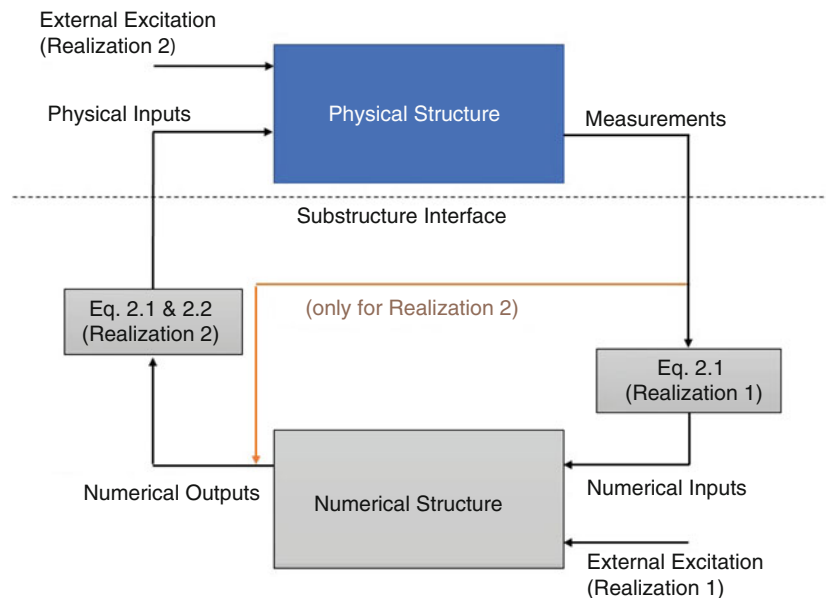 External Excitation
(Realization 2)
Physical Inputs
Physical Structure
Measurements
Substructure Interface
Eq. 2.1 & 2.2
(Realization 2)
(only for Realization 2)
Eq. 2.1
(Realization 1)
Numerical Outputs
Numerical Structure
Numerical Inputs
External Excitation
(Realization 1)